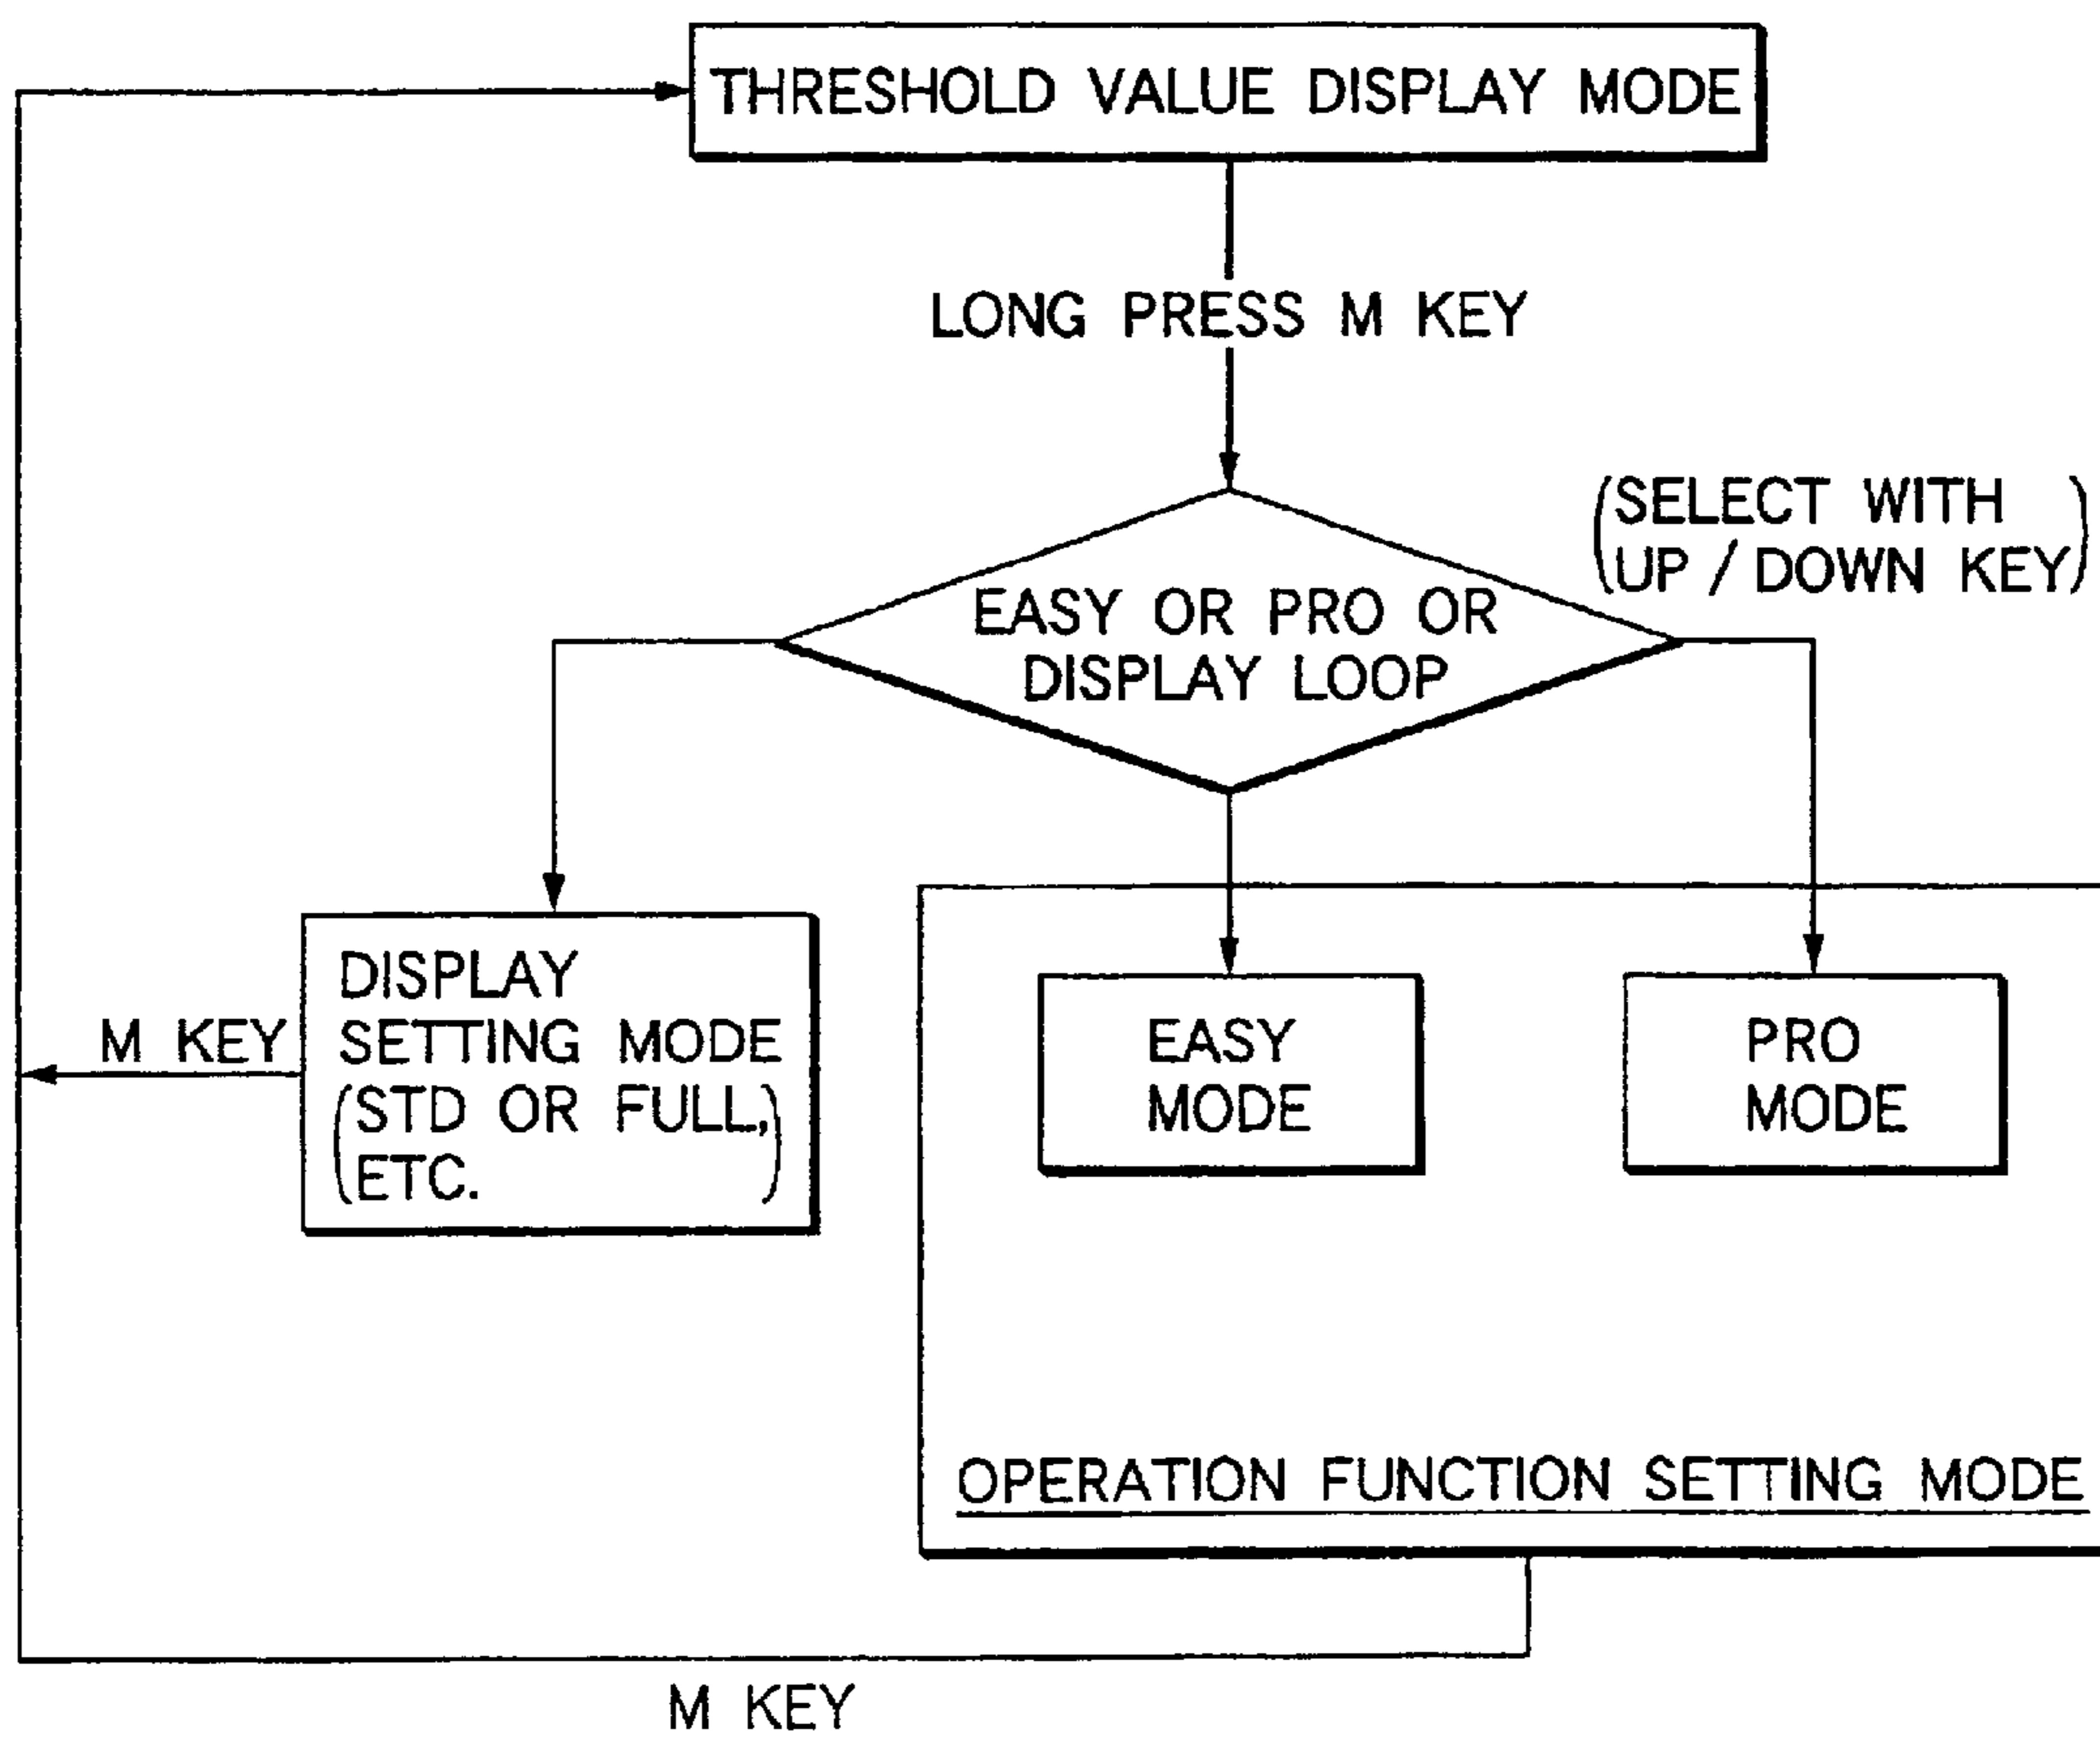 THRESHOLD VALUE DISPLAY MODE
LONG PRESS M KEY
(SELECT WITH
UP / DOWN KEY)
EASY OR PRO OR
DISPLAY LOOP
M KEY
DISPLAY
SETTING MODE
(STD OR FULL,
ETC.)
EASY
MODE
PRO
MODE
OPERATION FUNCTION SETTING MODE
M KEY